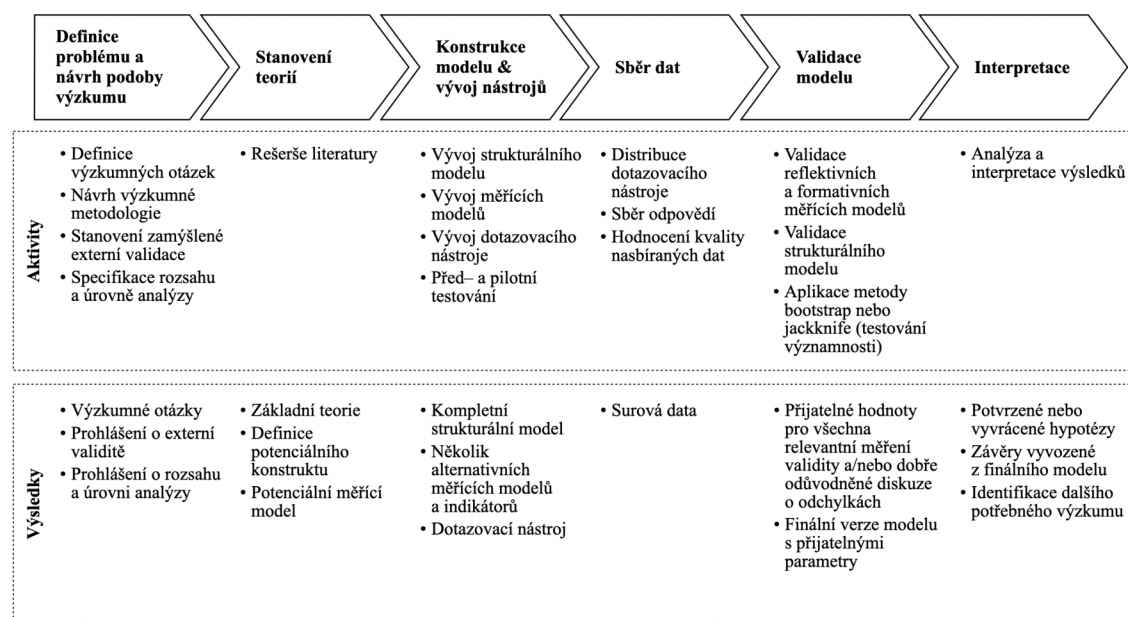 Definice
problému a
návrh podoby
výzkumu
Stanovení
teorií
Konstrukce
modelu &
vývoj nástrojů
Sběr dat
Validace
modelu
Interpretace
Aktivity
• Definice
výzkumných otázek
• Návrh výzkumné
metodologie
• Stanovení zamýšlené
externí validace
• Specifikace rozsahu
a úrovně analýzy
• Rešerše literatury
• Vývoj strukturálního
modelu
• Vývoj měřících
modelů
• Vývoj dotazovacího
nástroje
• Před– a pilotní
testování
• Distribuce
dotazovacího
nástroje
• Sběr odpovědí
• Hodnocení kvality
nasbíraných dat
• Validace
reflektivních
a formativních
měřících modelů
• Validace
strukturálního
modelu
• Aplikace metody
bootstrap nebo
jackknife (testování
významnosti)
• Analýza a
interpretace výsledků
Výsledky
• Výzkumné otázky
• Prohlášení o externí
validitě
• Prohlášení o rozsahu
a úrovni analýzy
• Základní teorie
• Definice
potenciálního
konstruktu
• Potenciální měřící
model
• Kompletní
strukturální model
• Několik
alternativních
měřících modelů
a indikátorů
• Dotazovací nástroj
• Surová data
• Přijatelné hodnoty
pro všechna
relevantní měření
validity a/nebo dobře
odůvodněné diskuze
o odchylkách
• Finální verze modelu
s přijatelnými
parametry
• Potvrzené nebo
vyvrácené hypotézy
• Závěry vyvozené
z finálního modelu
• Identifikace dalšího
potřebného výzkumu